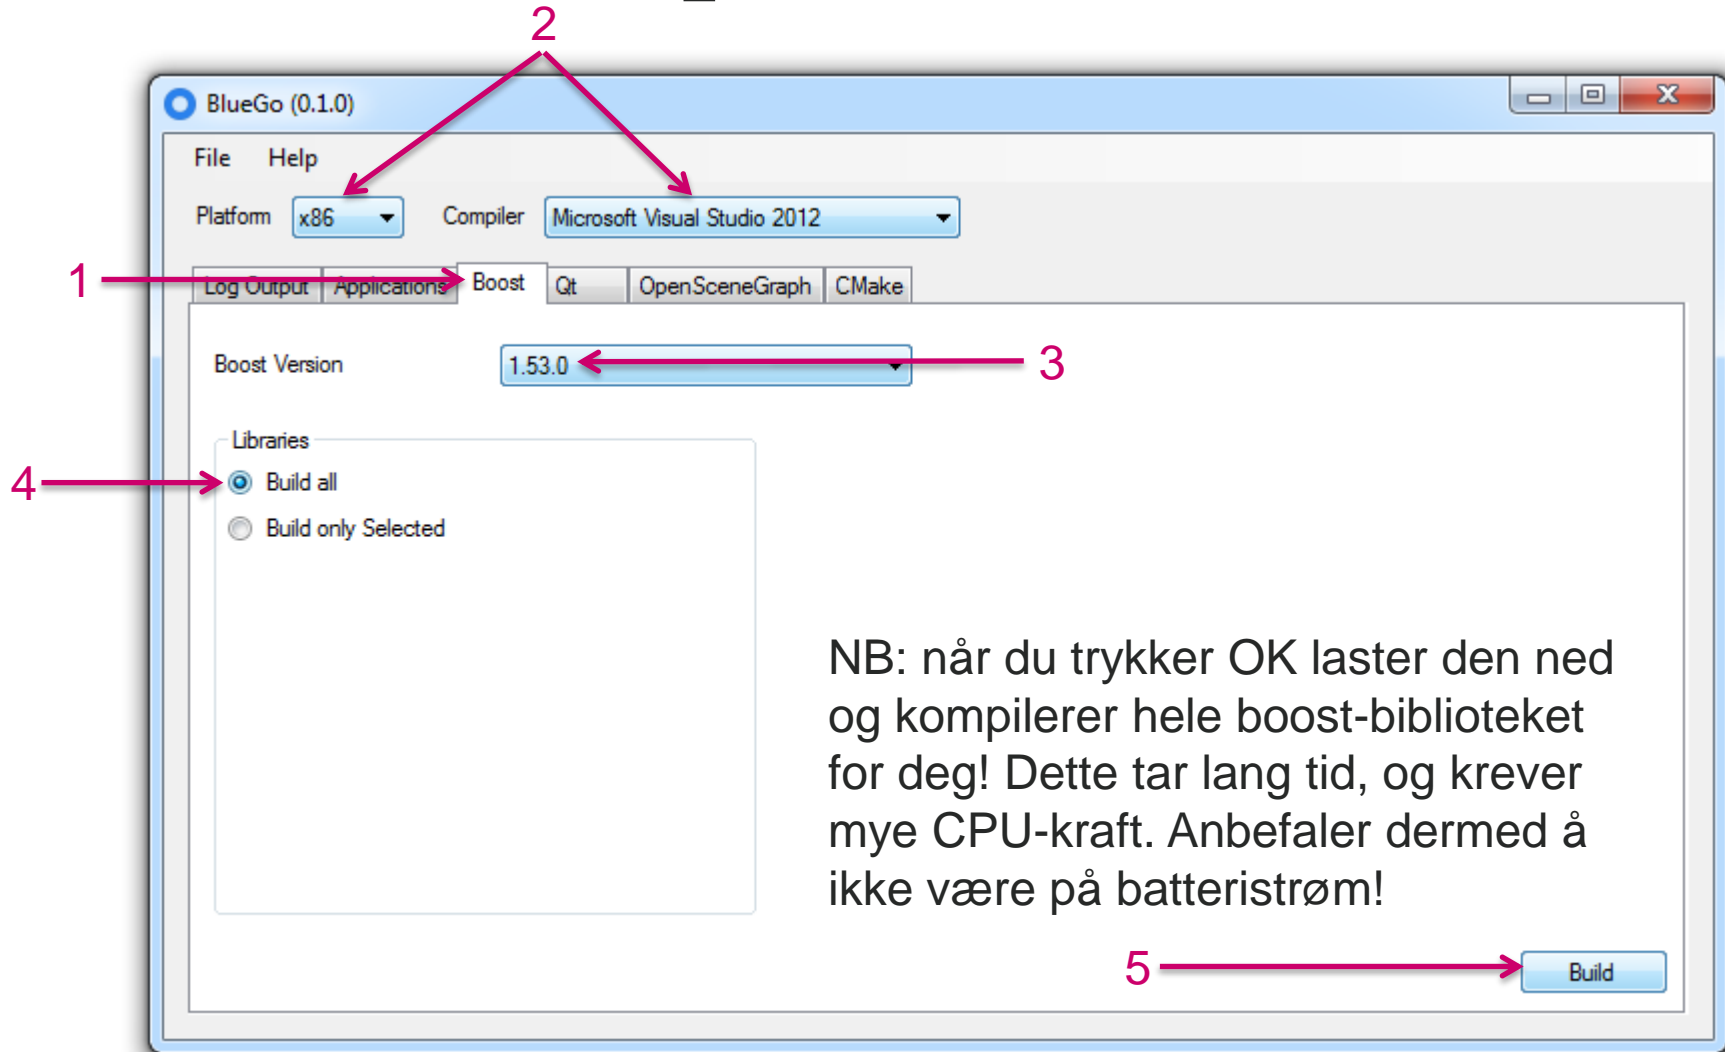 2
BlueGo (0.1.0)
File Help
Platform x86 Compiler Microsoft Visual Studio 2012
1
Log Output Applications Boost Qt OpenSceneGraph CMake
Boost Version 1.53.0 3
Libraries
4 Build all
Build only Selected
NB: når du trykker OK laster den ned
og kompilerer hele boost-biblioteket
for deg! Dette tar lang tid, og krever
mye CPU-kraft. Anbefaler dermed å
ikke være på batteristrøm!
5 Build